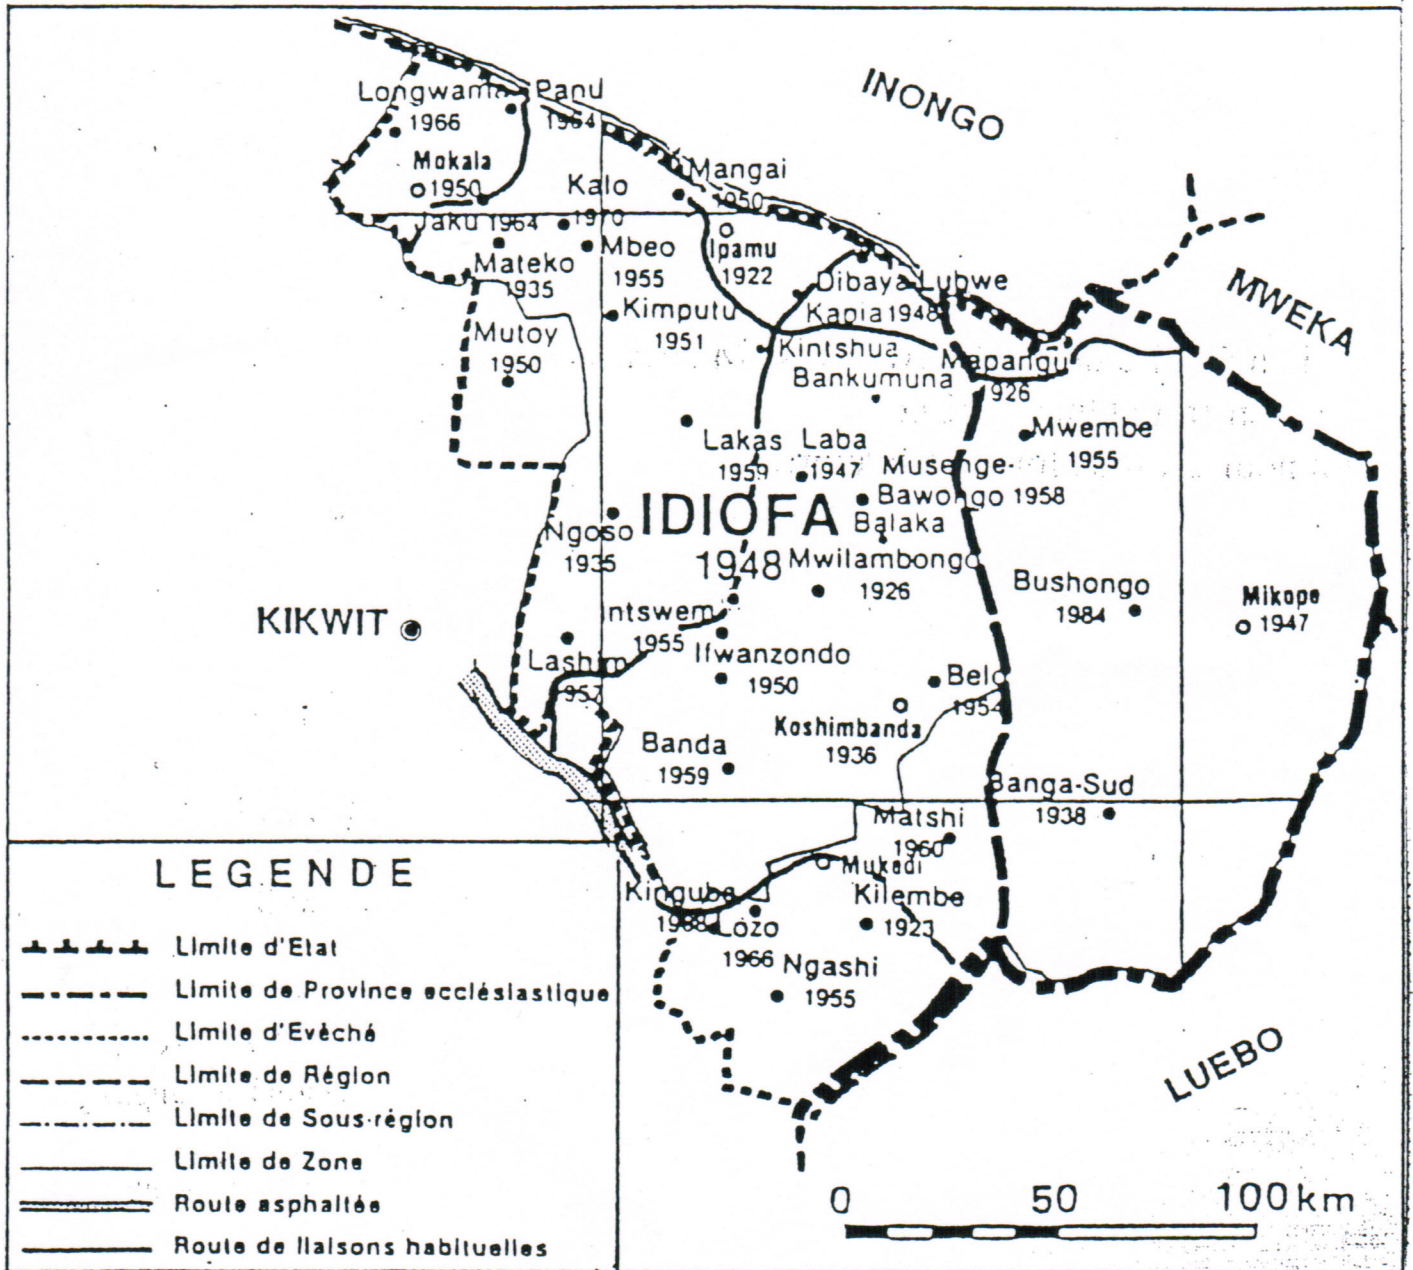 INONGO
Longwama Panu
1966
1964
Mokala
1950
Mangai
1950
Kalo
1970
Jaku 1964
Ipamu
1922
Mbeo
1955
Mateko
1935
MWEKA
Dibaya-Lubwe
Kapia 1948
Kimputu
1951
Mutoy
1950
Kintshua
Mapangu
1926
Bankumuna
Mwembe
1955
Lakas
1959
Laba
1947
Musenge-
Bawongo 1958
IDIOFA
1948
Balaka
Ngoso
1935
Mwilambongo
1926
Bushongo
1984
Mikope
1947
KIKWIT
Intswem
1955
Lashim
957
Ifwanzondo
1950
Belo
1954
Koshimbanda
1936
Banda
1959
Banga-Sud
1938
Matshi
1960
Mukedi
Kinguba
1988
Kilembe
1923
Lozo
1966
Ngashi
1955
LUEBO
LEGENDE
Limite d'Etat
Limite de Province ecclésiastique
Limite d'Evêché
Limite de Région
Limite de Sous-région
Limite de Zone
Route asphaltée
Route de liaisons habituelles
0 50 100 km